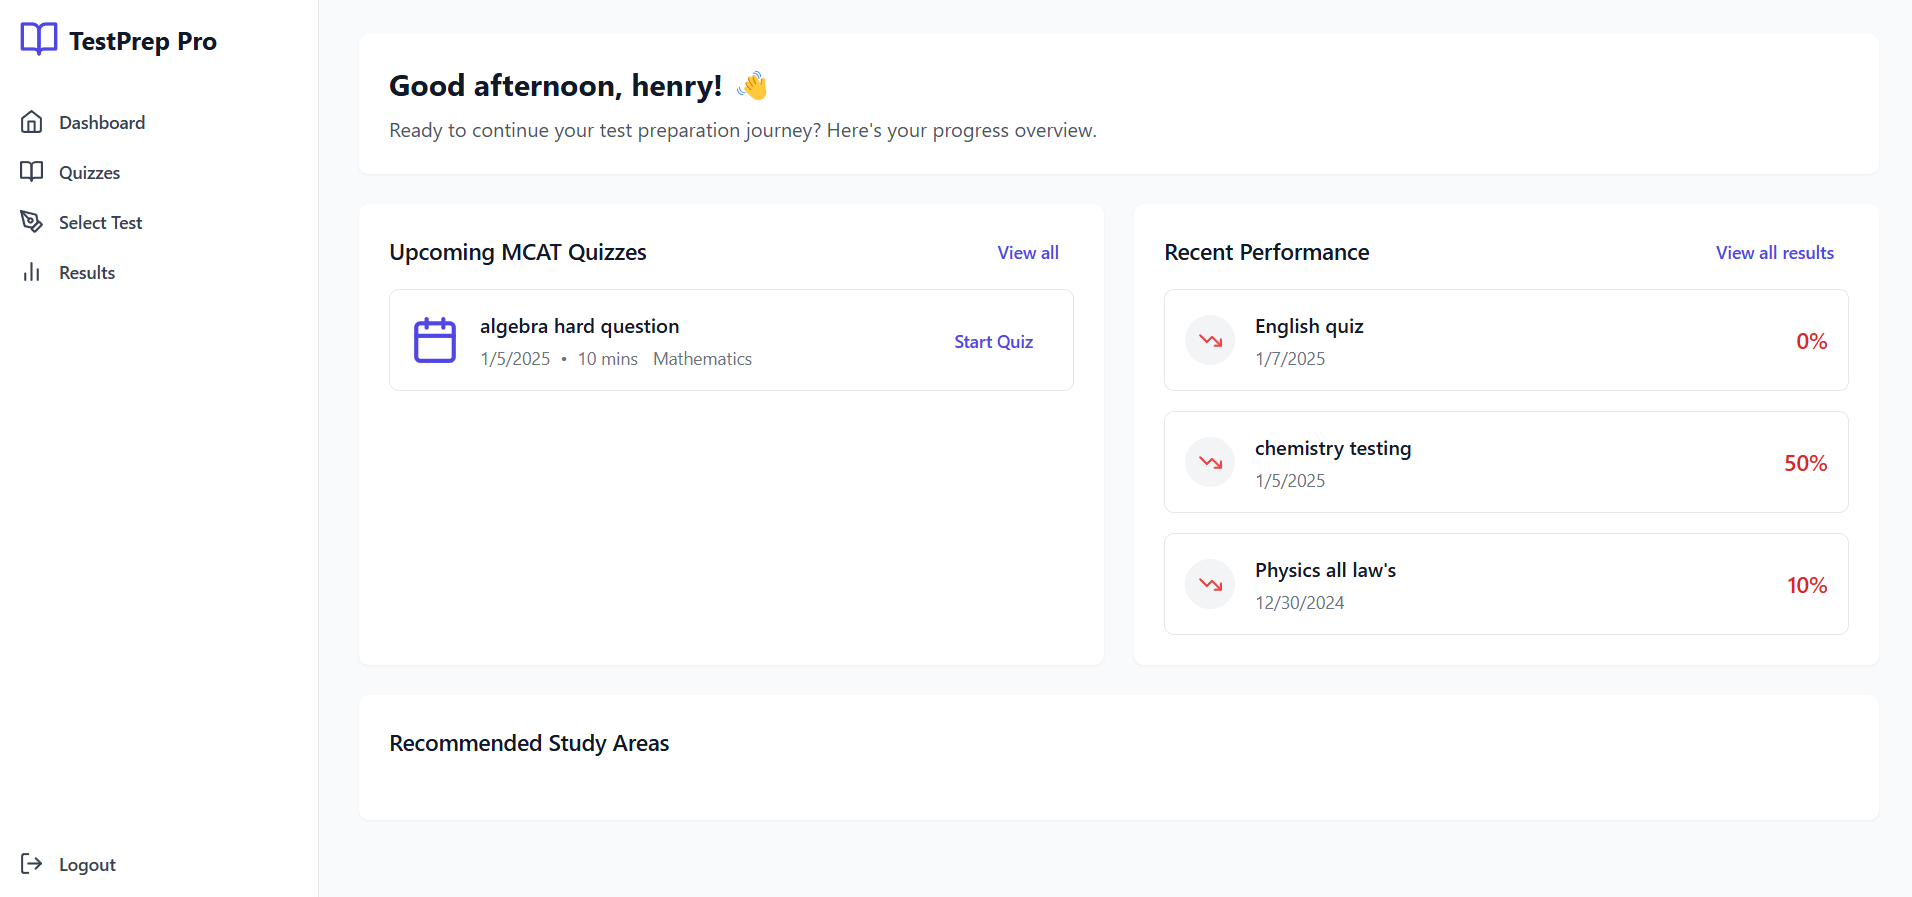 TestPrep Pro
Dashboard
Quizzes
Select Test
Results
Logout
Good afternoon, henry! 👋
Ready to continue your test preparation journey? Here's your progress overview.
Upcoming MCAT Quizzes
View all
algebra hard question
1/5/2025 • 10 mins Mathematics
Start Quiz
Recent Performance
View all results
English quiz
1/7/2025
0%
chemistry testing
1/5/2025
50%
Physics all law's
12/30/2024
10%
Recommended Study Areas